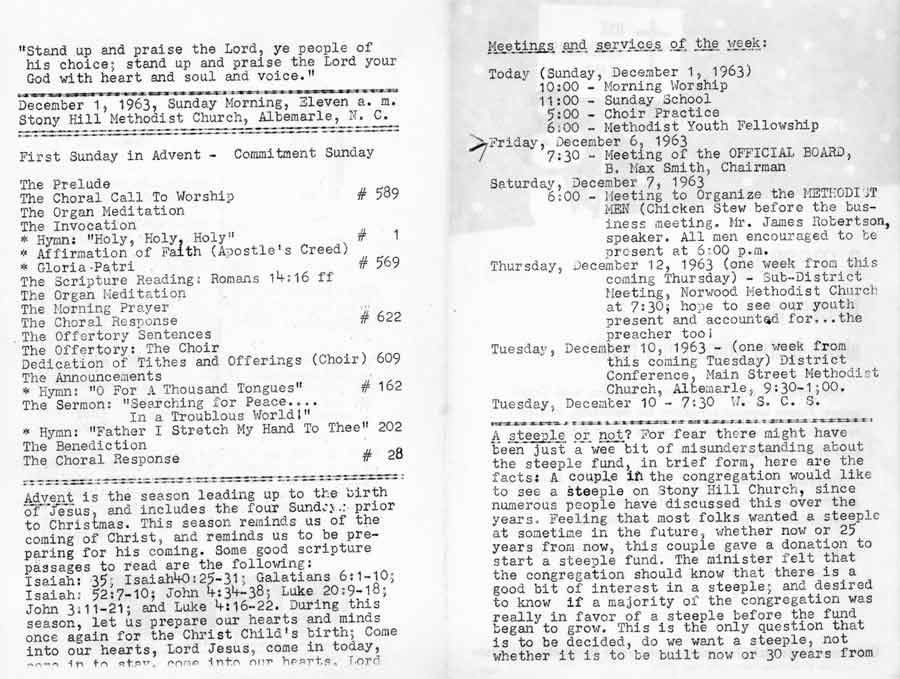 "Stand up and praise the Lord, ye people of
his choice; stand up and praise the Lord your
God with heart and soul and voice."
December 1, 1963, Sunday Morning, Eleven a. m.
Stony Hill Methodist Church, Albemarle, N. C.
First Sunday in Advent - Commitment Sunday
The Prelude
The Choral Call To Worship # 589
The Organ Meditation
The Invocation
* Hymn: "Holy, Holy, Holy" # 1
* Affirmation of Faith (Apostle's Creed)
* Gloria Patri # 569
The Scripture Reading: Romans 14:16 ff
The Organ Meditation
The Morning Prayer
The Choral Response # 622
The Offertory Sentences
The Offertory: The Choir
Dedication of Tithes and Offerings (Choir) 609
The Announcements
* Hymn: "O For A Thousand Tongues" # 162
The Sermon: "Searching for Peace....
In a Troublous World!"
* Hymn: "Father I Stretch My Hand To Thee" 202
The Benediction
The Choral Response # 28
Advent is the season leading up to the birth
of Jesus, and includes the four Sundays prior
to Christmas. This season reminds us of the
coming of Christ, and reminds us to be pre-
paring for his coming. Some good scripture
passages to read are the following:
Isaiah: 35; Isaiah40:25-31; Galatians 6:1-10;
Isaiah: 52:7-10; John 4:34-38; Luke 20:9-18;
John 3:11-21; and Luke 4:16-22. During this
season, let us prepare our hearts and minds
once again for the Christ Child's birth; Come
into our hearts, Lord Jesus, come in today,
come in to stay, come into our hearts, Lord
Meetings and services of the week:
Today (Sunday, December 1, 1963)
10:00 - Morning Worship
11:00 - Sunday School
5:00 - Choir Practice
6:00 - Methodist Youth Fellowship
Friday, December 6, 1963
7:30 - Meeting of the OFFICIAL BOARD,
B. Max Smith, Chairman
Saturday, December 7, 1963
6:00 - Meeting to Organize the METHODIST
MEN (Chicken Stew before the bus-
iness meeting. Mr. James Robertson,
speaker. All men encouraged to be
present at 6:00 p.m.
Thursday, December 12, 1963 (one week from this
coming Thursday) - Sub-District
Meeting, Norwood Methodist Church
at 7:30; hope to see our youth
present and accounted for...the
preacher too!
Tuesday, December 10, 1963 - (one week from
this coming Tuesday) District
Conference, Main Street Methodist
Church, Albemarle, 9:30-1:00.
Tuesday, December 10 - 7:30 W. S. C. S.
A steeple or not? For fear there might have
been just a wee bit of misunderstanding about
the steeple fund, in brief form, here are the
facts: A couple in the congregation would like
to see a steeple on Stony Hill Church, since
numerous people have discussed this over the
years. Feeling that most folks wanted a steeple
at sometime in the future, whether now or 25
years from now, this couple gave a donation to
start a steeple fund. The minister felt that
the congregation should know that there is a
good bit of interest in a steeple; and desired
to know if a majority of the congregation was
really in favor of a steeple before the fund
began to grow. This is the only question that
is to be decided, do we want a steeple, not
whether it is to be built now or 30 years from